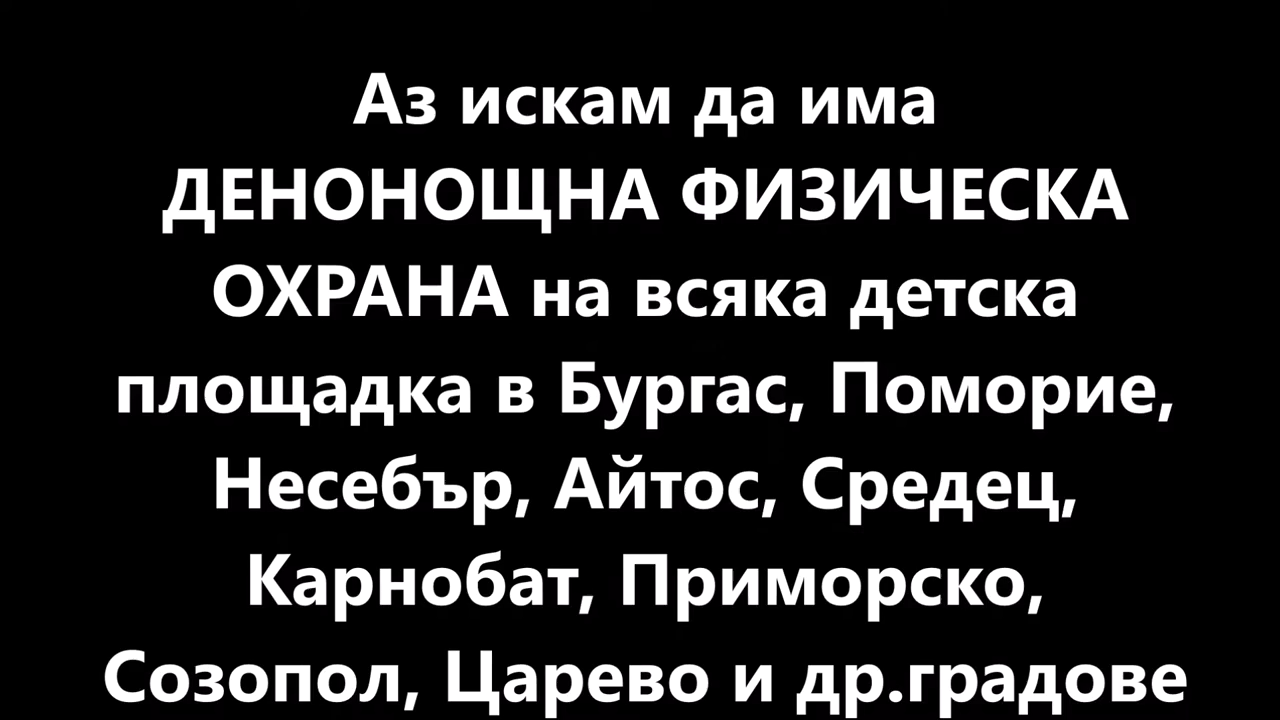 Аз искам да има
ДЕНОНОЩНА ФИЗИЧЕСКА
ОХРАНА на всяка детска
площадка в Бургас, Поморие,
Несебър, Айтос, Средец,
Карнобат, Приморско,
Созопол, Царево и др.градове